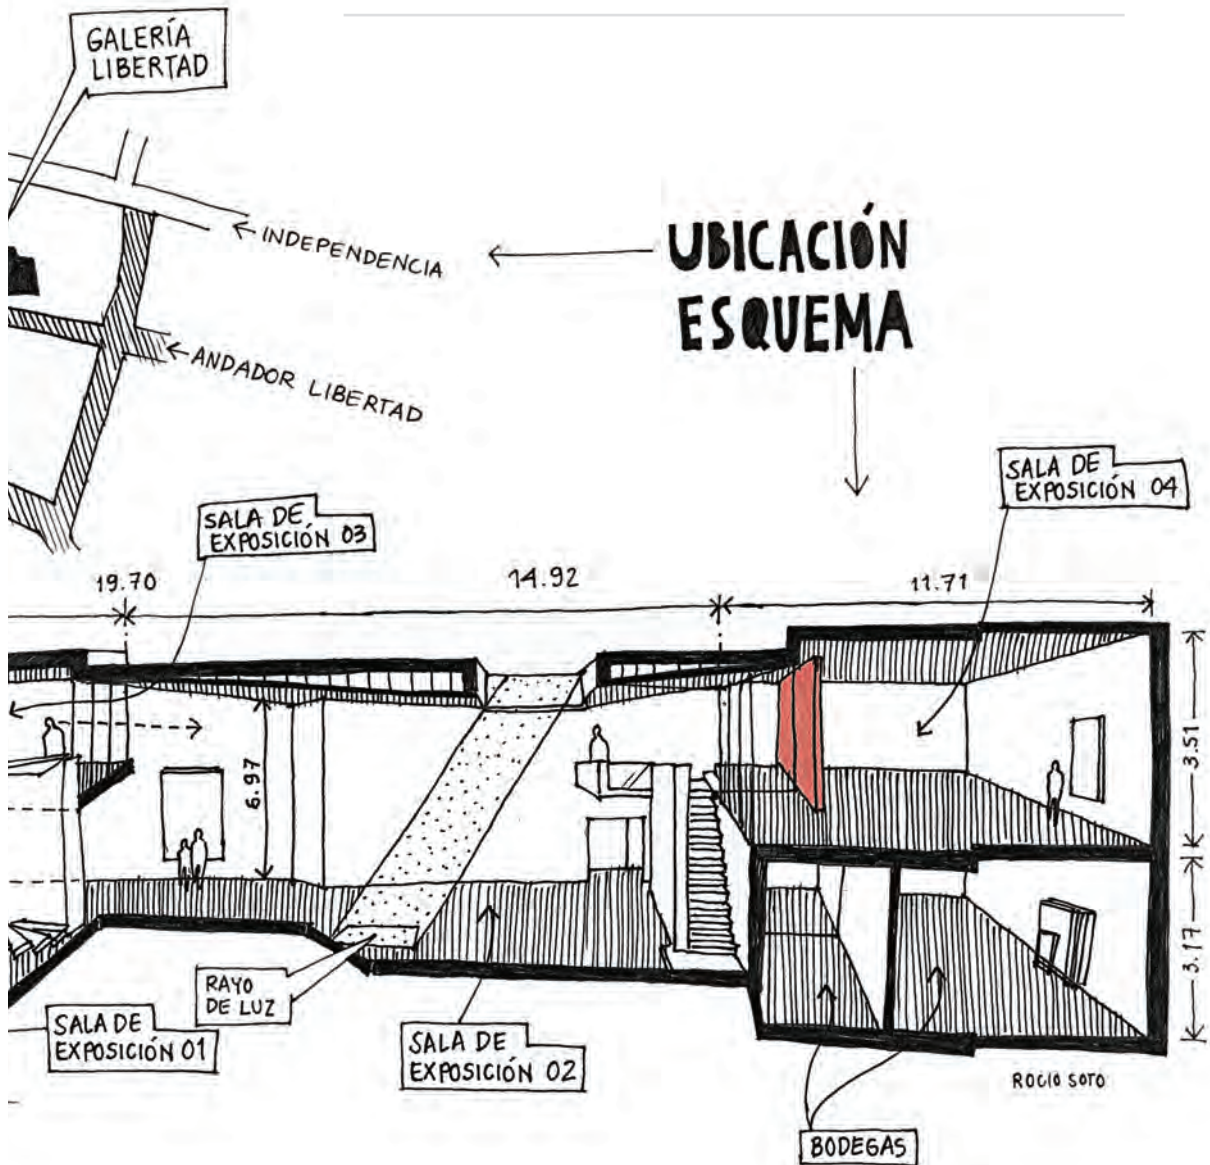 GALERÍA
LIBERTAD
INDEPENDENCIA
UBICACIÓN
ESQUEMA
ANDADOR LIBERTAD
SALA DE
EXPOSICIÓN 04
SALA DE
EXPOSICIÓN 03
19.70
14.92
11.71
6.97
3.51
3.17
RAYO
DE LUZ
SALA DE
EXPOSICIÓN 01
SALA DE
EXPOSICIÓN 02
ROCIO SOTO
BODEGAS